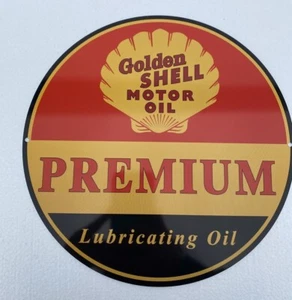 Golden
SHELL
MOTOR
OIL
PREMIUM
Lubricating Oil